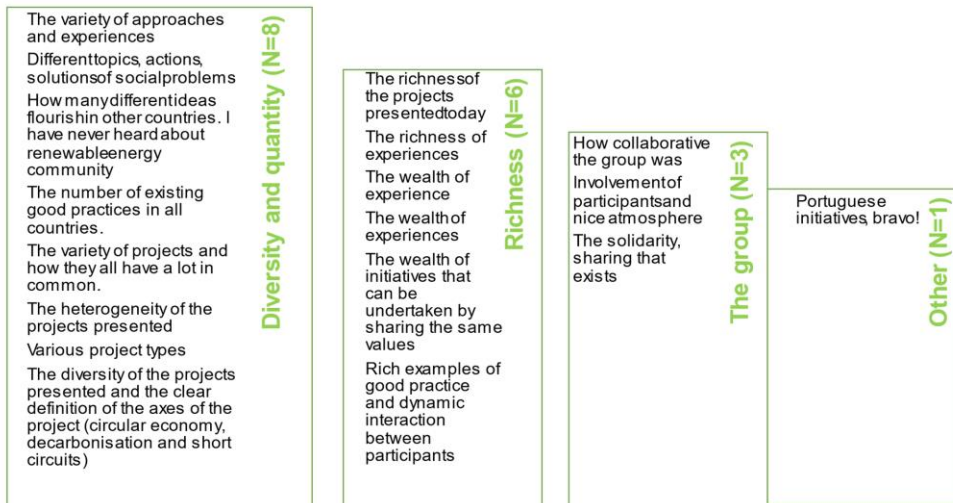 The variety of approaches
and experiences
Differenttopics, actions,
solutionsof socialproblems
How manydifferentideas
flourishin other countries. I
have never heard about
renewableenergy
community
The number of existing
good practices in all
countries.
The variety of projects and
how they all have a lot in
common.
The heterogeneity of the
projects presented
Various project types
The diversity of the projects
presented and the clear
definition of the axes of the
project (circular economy,
decarbonisation and short
circuits)
Diversity and quantity (N=8)
The richnessof
the projects
presentedtoday
The richness of
experiences
The wealth of
experience
The wealth of
experiences
The wealth of
initiatives that
can be
undertaken by
sharing the same
values
Rich examples of
good practice
and dynamic
interaction
between
participants
Richness (N=6)
How collaborative
the group was
Involvement of
participantsand
nice atmosphere
The solidarity,
sharing that
exists
The group (N=3)
Portuguese
initiatives, bravo!
Other (N=1)